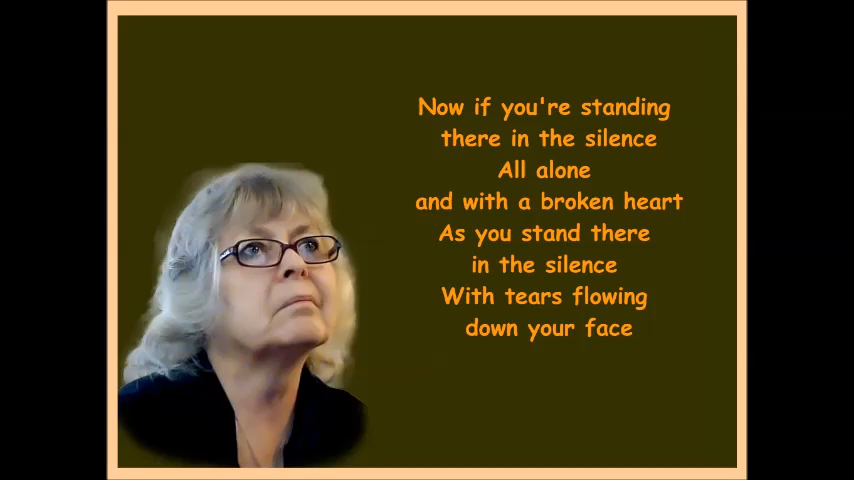 Now if you're standing
there in the silence
All alone
and with a broken heart
As you stand there
in the silence
With tears flowing
down your face